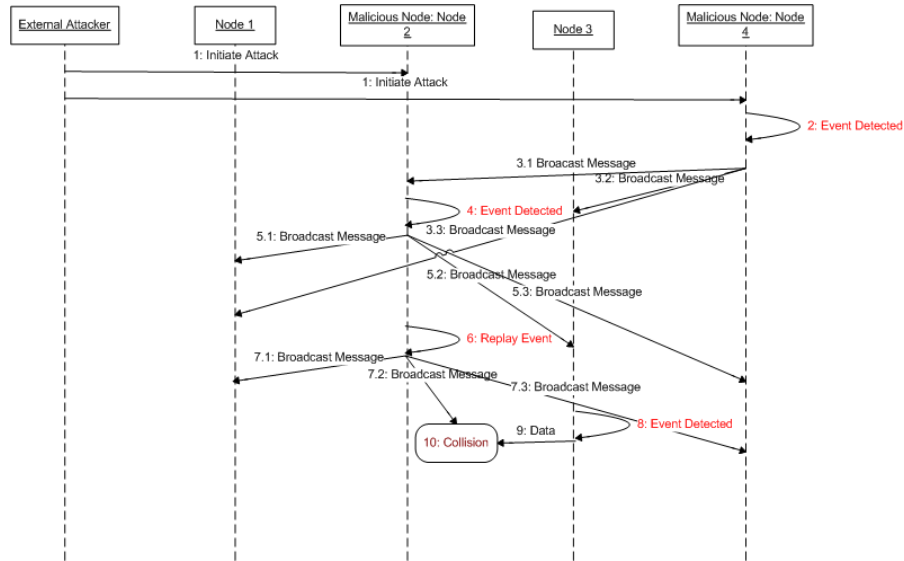 External Attacker
Node 1
Malicious Node: Node
2
Node 3
Malicious Node: Node
4
1: Initiate Attack
1: Initiate Attack
2: Event Detected
3.1 Broacast Message
3.2: Broadcast Message
4: Event Detected
3.3: Broadcast Message
5.1: Broadcast Message
5.2: Broadcast Message
5.3: Broadcast Message
6: Replay Event
7.1: Broadcast Message
7.2: Broadcast Message
7.3: Broadcast Message
8: Event Detected
9: Data
10: Collision